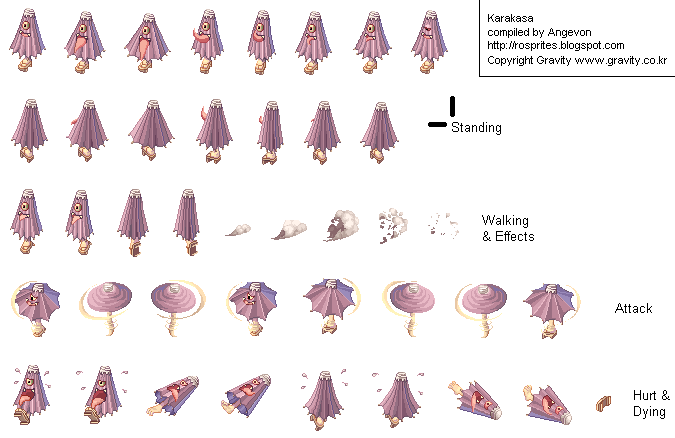 Karakasa
compiled by Angevon
http://rosprites.blogspot.com
Copyright Gravity www.gravity.co.kr
Standing
Walking
& Effects
Attack
Hurt &
Dying